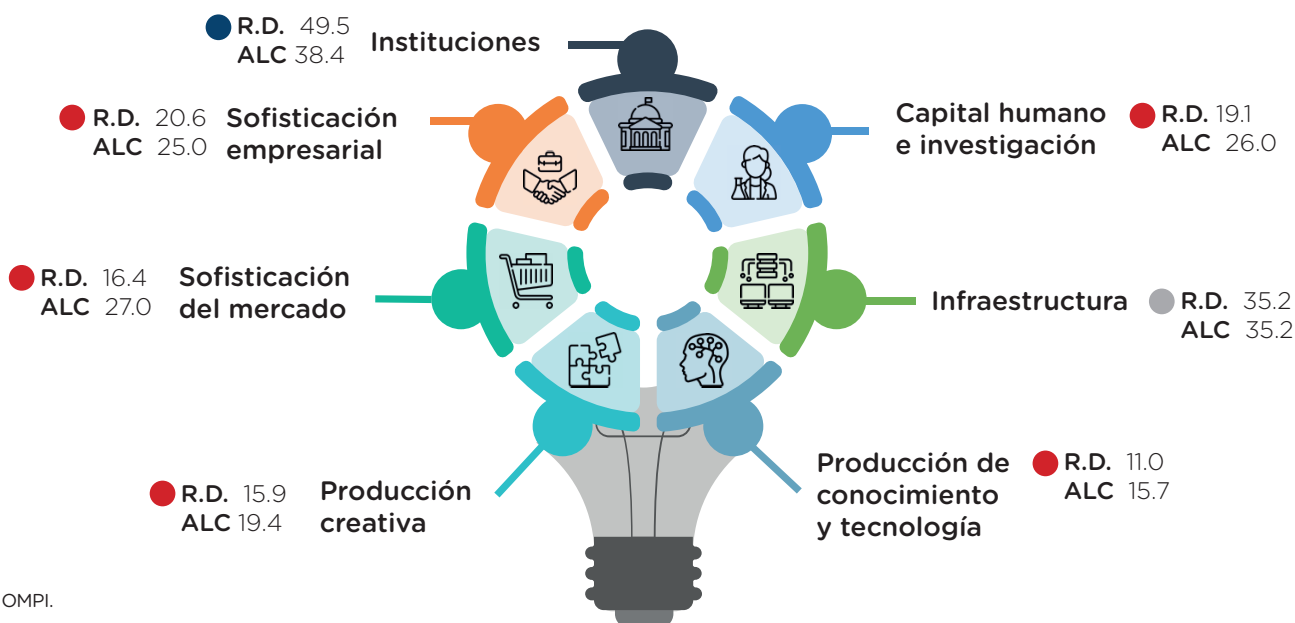 R.D. 49.5
ALC 38.4
Instituciones
R.D. 20.6
ALC 25.0
Sofisticación
empresarial
Capital humano
e investigación
R.D. 19.1
ALC 26.0
R.D. 16.4
ALC 27.0
Sofisticación
del mercado
Infraestructura
R.D. 35.2
ALC 35.2
R.D. 15.9
ALC 19.4
Producción
creativa
Producción de
conocimiento
y tecnología
R.D. 11.0
ALC 15.7
OMPI.